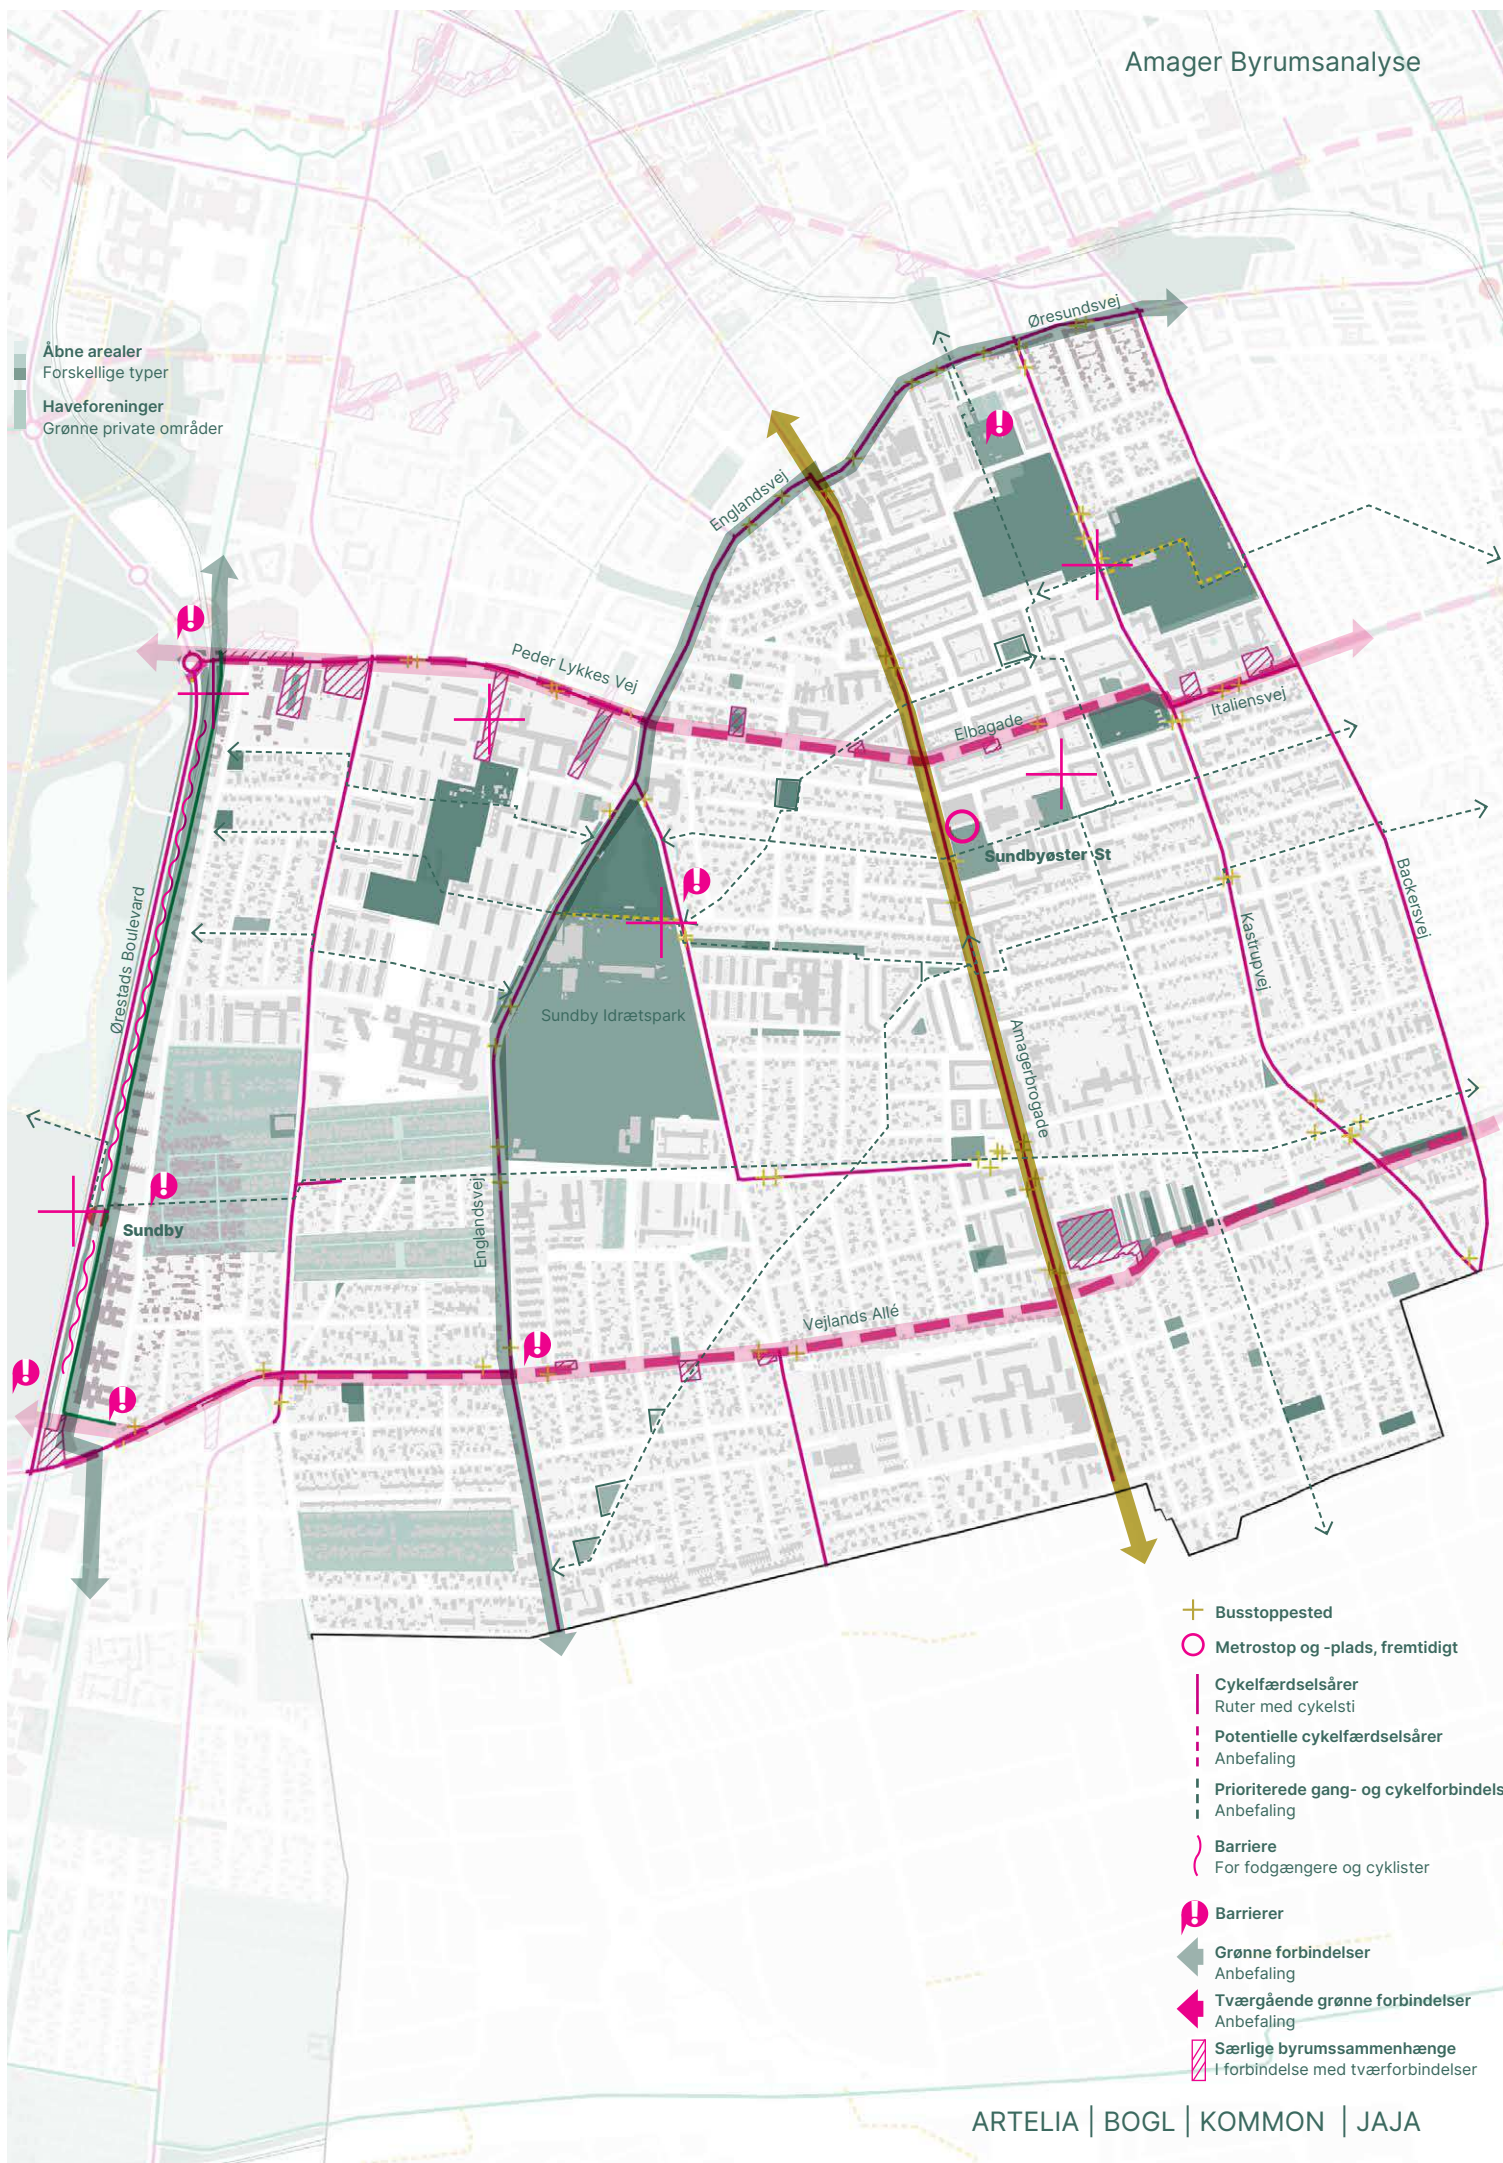 Amager Byrumsanalyse
Øresundsvej
Åbne arealer
Forskellige typer
Haveforeninger
Grønne private områder
Englandsvej
Peder Lykkes Vej
Italiensvej
Elbagade
Sundbyøster St
Backersvej
Ørestads Boulevard
Kastrupvej
Sundby Idrætspark
Amagerbrogade
Englandsvej
Sundby
Vejlands Allé
Busstoppested
Metrostop og -plads, fremtidigt
Cykelfærdselsårer
Ruter med cykelsti
Potentielle cykelfærdselsårer
Anbefaling
Prioriterede gang- og cykelforbindels
Anbefaling
Barriere
For fodgængere og cyklister
Barrierer
Grønne forbindelser
Anbefaling
Tværgående grønne forbindelser
Anbefaling
Særlige byrumssammenhænge
I forbindelse med tværforbindelser
ARTELIA | BOGL | KOMMON | JAJA